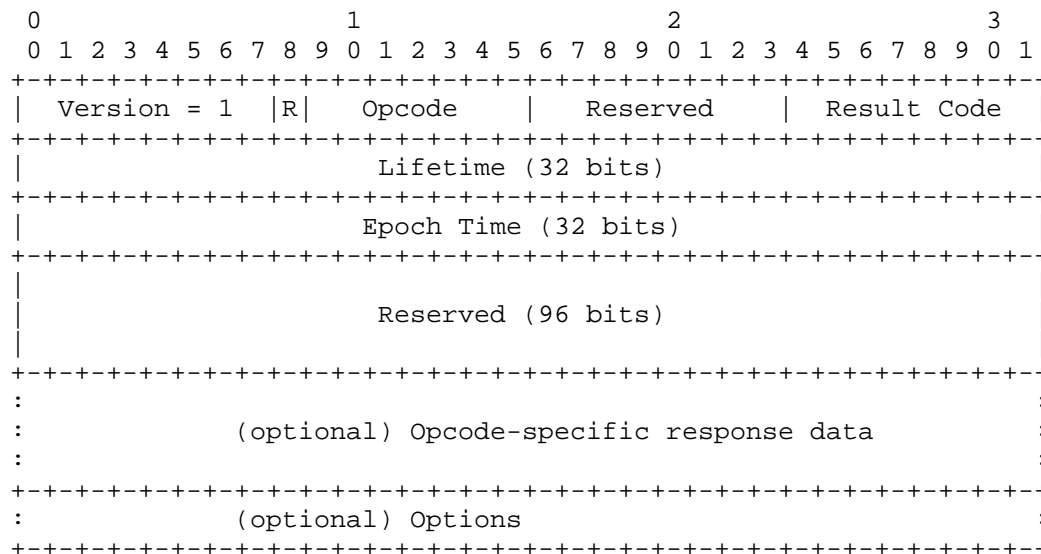 0                   1                   2                   3
 0 1 2 3 4 5 6 7 8 9 0 1 2 3 4 5 6 7 8 9 0 1 2 3 4 5 6 7 8 9 0 1
+-+-+-+-+-+-+-+-+-+-+-+-+-+-+-+-+-+-+-+-+-+-+-+-+-+-+-+-+-+-+-+-
|  Version = 1  |R|   Opcode    |   Reserved    |  Result Code  |
+-+-+-+-+-+-+-+-+-+-+-+-+-+-+-+-+-+-+-+-+-+-+-+-+-+-+-+-+-+-+-+-
|                      Lifetime (32 bits)                       |
+-+-+-+-+-+-+-+-+-+-+-+-+-+-+-+-+-+-+-+-+-+-+-+-+-+-+-+-+-+-+-+-
|                     Epoch Time (32 bits)                      |
+-+-+-+-+-+-+-+-+-+-+-+-+-+-+-+-+-+-+-+-+-+-+-+-+-+-+-+-+-+-+-+-
|                                                               |
|                      Reserved (96 bits)                       |
|                                                               |
+-+-+-+-+-+-+-+-+-+-+-+-+-+-+-+-+-+-+-+-+-+-+-+-+-+-+-+-+-+-+-+-
:                                                               :
:             (optional) Opcode-specific response data          :
:                                                               :
+-+-+-+-+-+-+-+-+-+-+-+-+-+-+-+-+-+-+-+-+-+-+-+-+-+-+-+-+-+-+-+-
:             (optional) Options                                :
+-+-+-+-+-+-+-+-+-+-+-+-+-+-+-+-+-+-+-+-+-+-+-+-+-+-+-+-+-+-+-+-